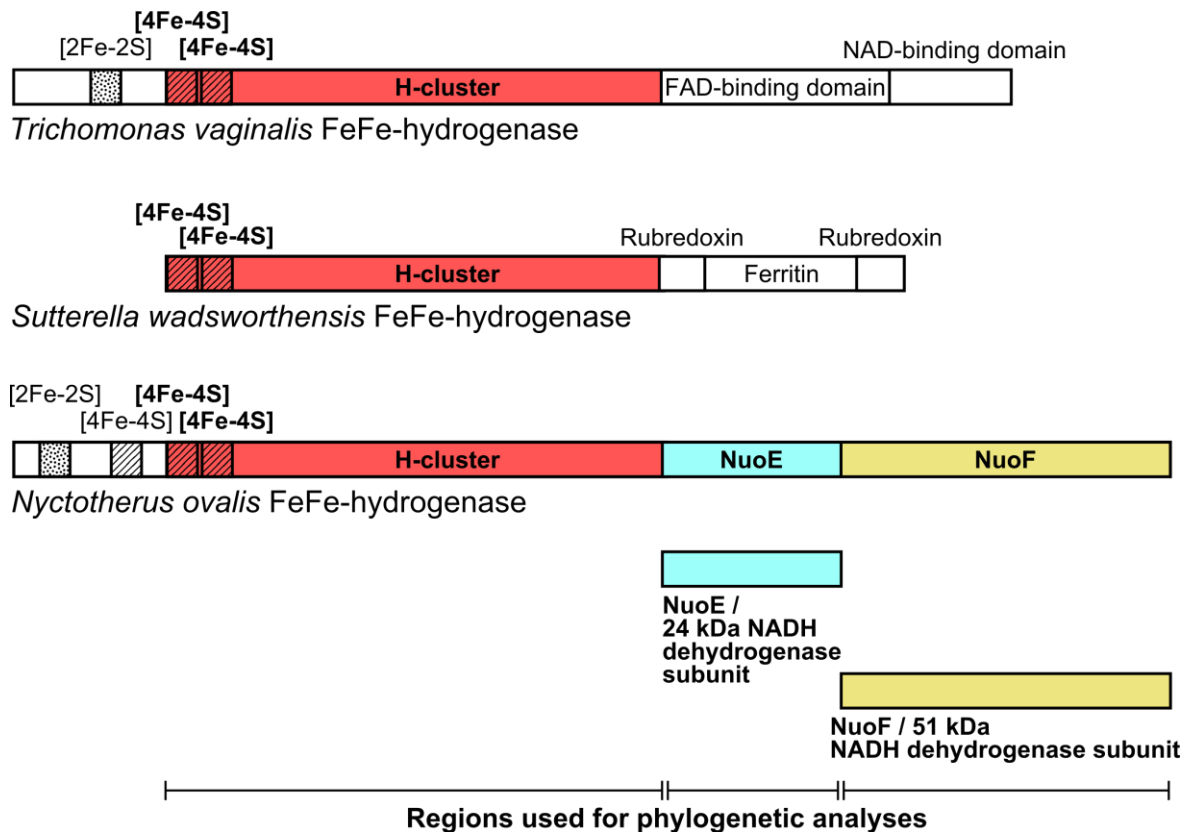 [4Fe-4S]
[2Fe-2S] [4Fe-4S] NAD-binding domain
H-cluster FAD-binding domain
Trichomonas vaginalis FeFe-hydrogenase
[4Fe-4S]
[4Fe-4S] Rubredoxin Rubredoxin
H-cluster Ferritin
Sutterella wadsworthensis FeFe-hydrogenase
[2Fe-2S] [4Fe-4S]
[4Fe-4S] [4Fe-4S]
H-cluster NuoE NuoF
Nyctotherus ovalis FeFe-hydrogenase
NuoE /
24 kDa NADH
dehydrogenase
subunit
NuoF / 51 kDa
NADH dehydrogenase subunit
Regions used for phylogenetic analyses